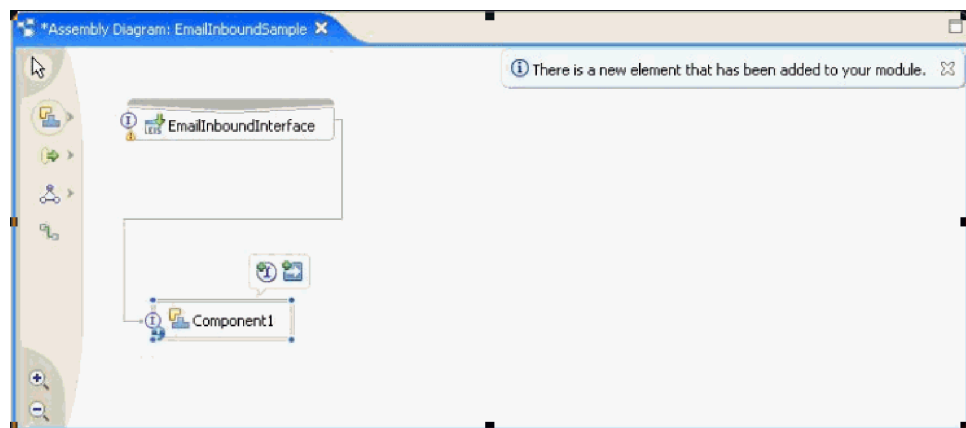 *Assembly Diagram: EmailInboundSample
There is a new element that has been added to your module.
EmailInboundInterface
Component1